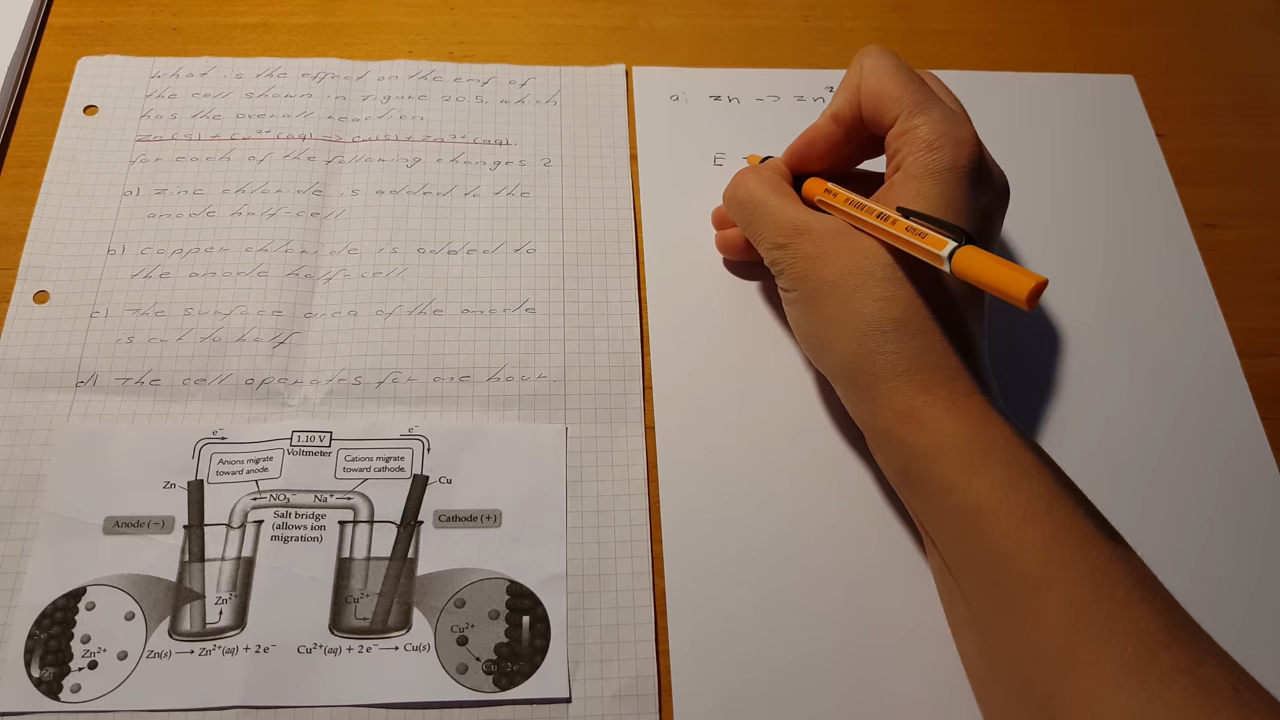 What is the effect on the emf of
the cell shown in Figure 20.5, which
has the overall reaction
Zn(s) + Cu²⁺(aq) → Cu(s) + Zn²⁺(aq).
for each of the following changes?
a) zinc chloride is added to the
anode half-cell.
b) copper chloride is added to
the anode half-cell
c) The surface area of the anode
is cut to half
d) The cell operates for one hour.
e⁻
1.10 V
e⁻
Voltmeter
Anions migrate
toward anode.
Cations migrate
toward cathode.
Zn
Cu
NO₃⁻
Na⁺
Salt bridge
(allows ion
migration)
Anode (−)
Cathode (+)
Zn²⁺
Cu²⁺
Zn(s) → Zn²⁺(aq) + 2 e⁻
Cu²⁺(aq) + 2 e⁻ → Cu(s)
2e⁻
Zn²⁺
Zn
Cu²⁺
Cu
2e⁻
a) Zn → Zn²
E